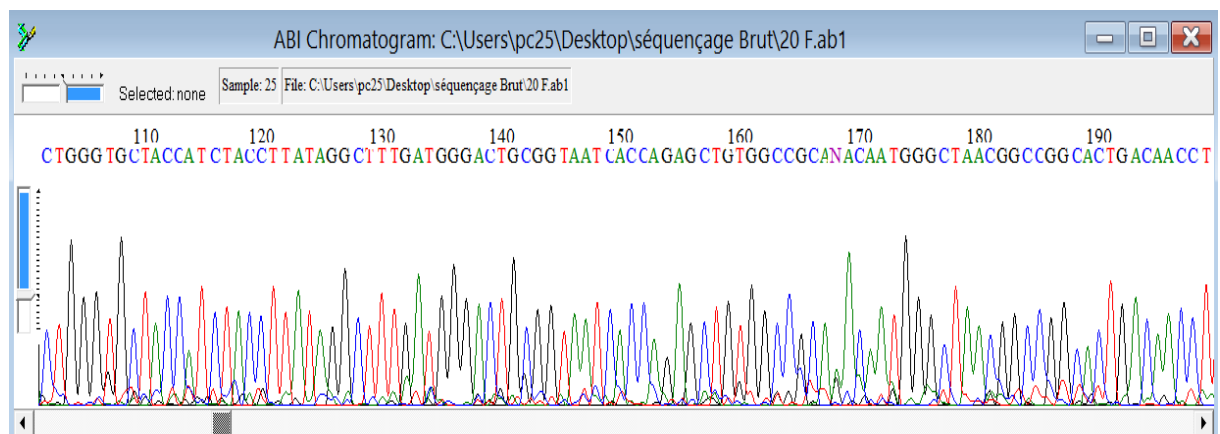 ABI Chromatogram: C:\Users\pc25\Desktop\séquençage Brut\20 F.ab1
Selected: none Sample: 25 File: C:\Users\pc25\Desktop\séquençage Brut\20 F.ab1
110 120 130 140 150 160 170 180 190
CTGGGTGCTACCATCTACCTTATAGGCTTTGATGGGACTGCGGTAATCACCAGAGCTGTGGCCGCANACAATGGGCTAACGGCCGGCACTGACAACCT